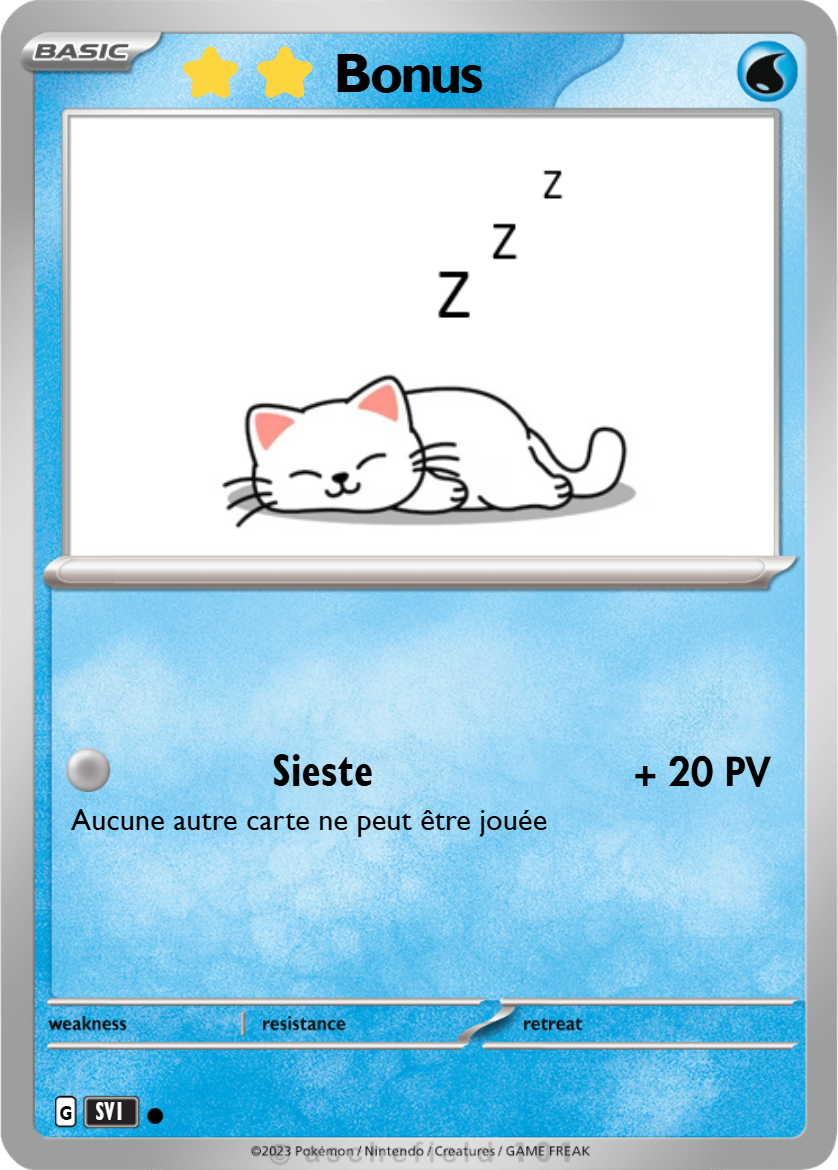 BASIC
Bonus
z
z
z
Sieste + 20 PV
Aucune autre carte ne peut être jouée
weakness resistance retreat
G SVI
©2023 Pokémon / Nintendo / Creatures / GAME FREAK